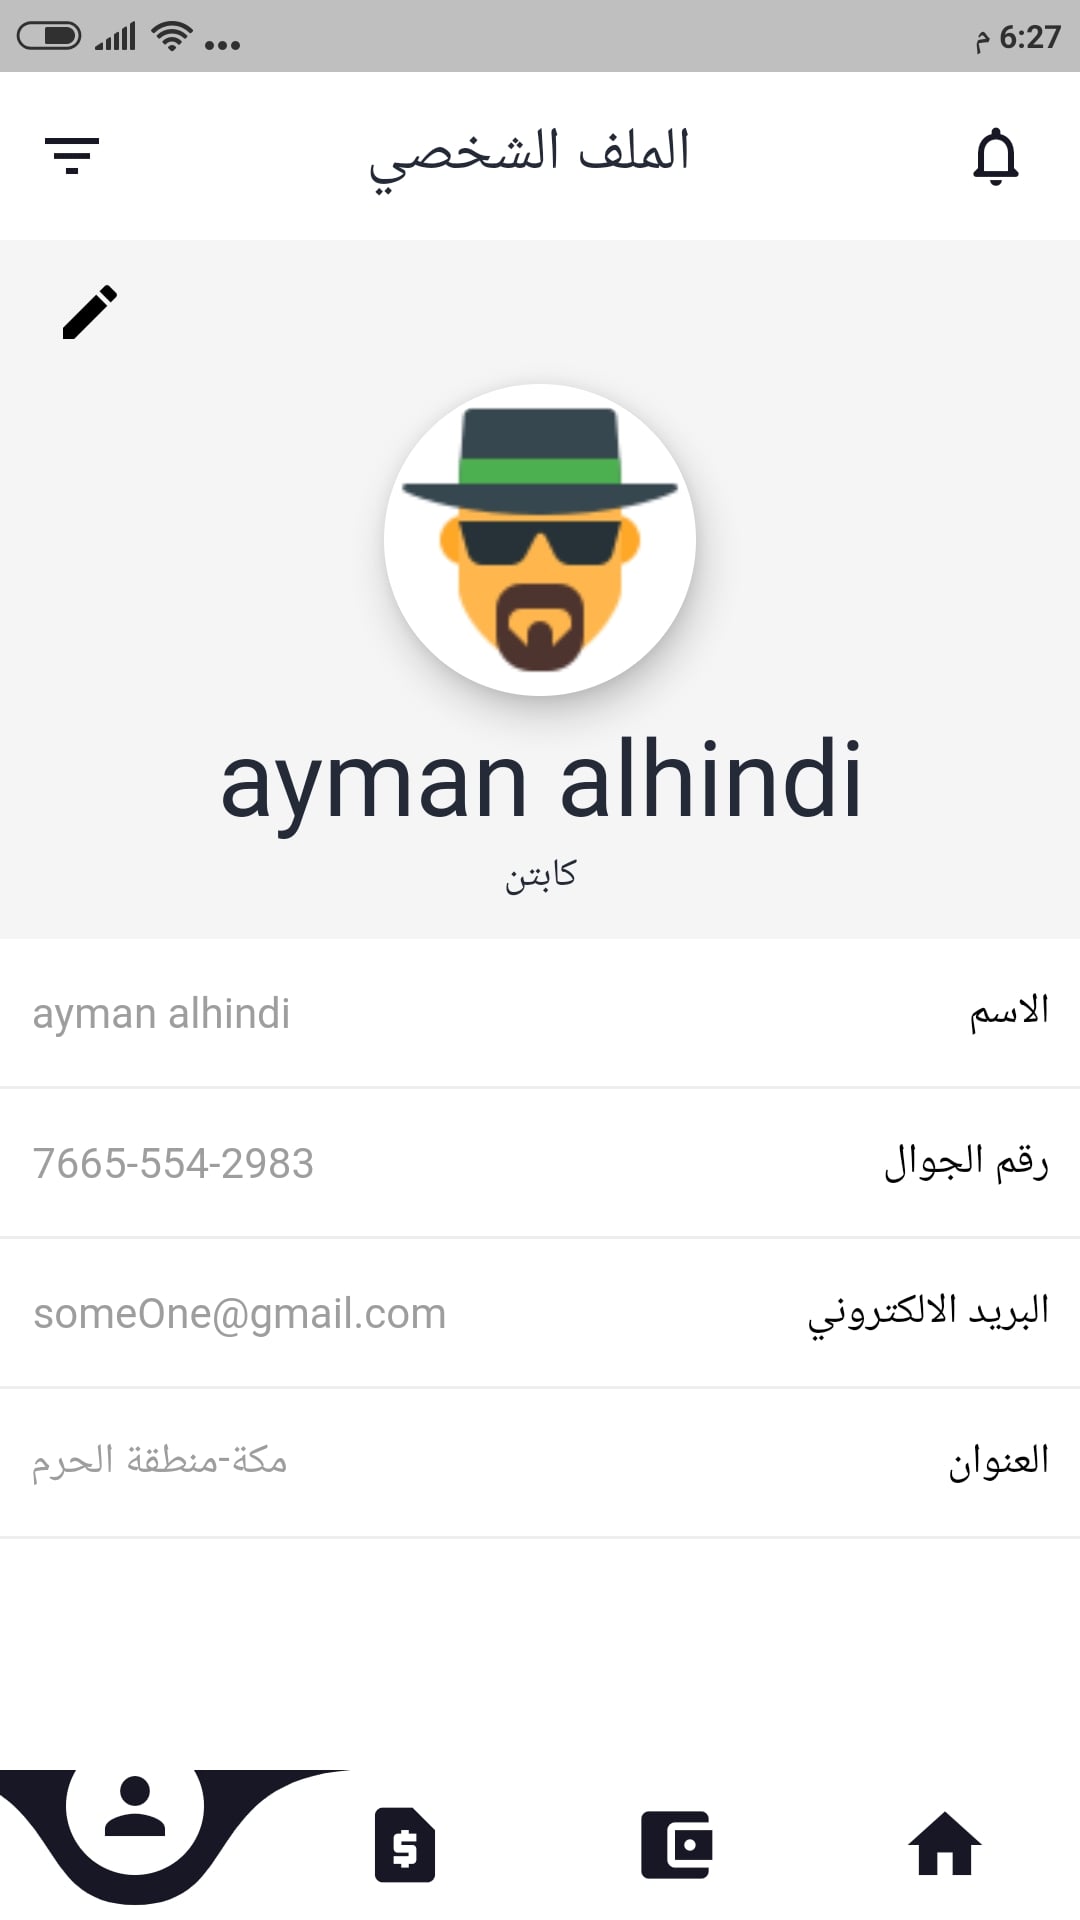 6:27 م
الملف الشخصي
ayman alhindi
كابتن
الاسم ayman alhindi
رقم الجوال 7665-554-2983
البريد الالكتروني someOne@gmail.com
العنوان مكة-منطقة الحرم